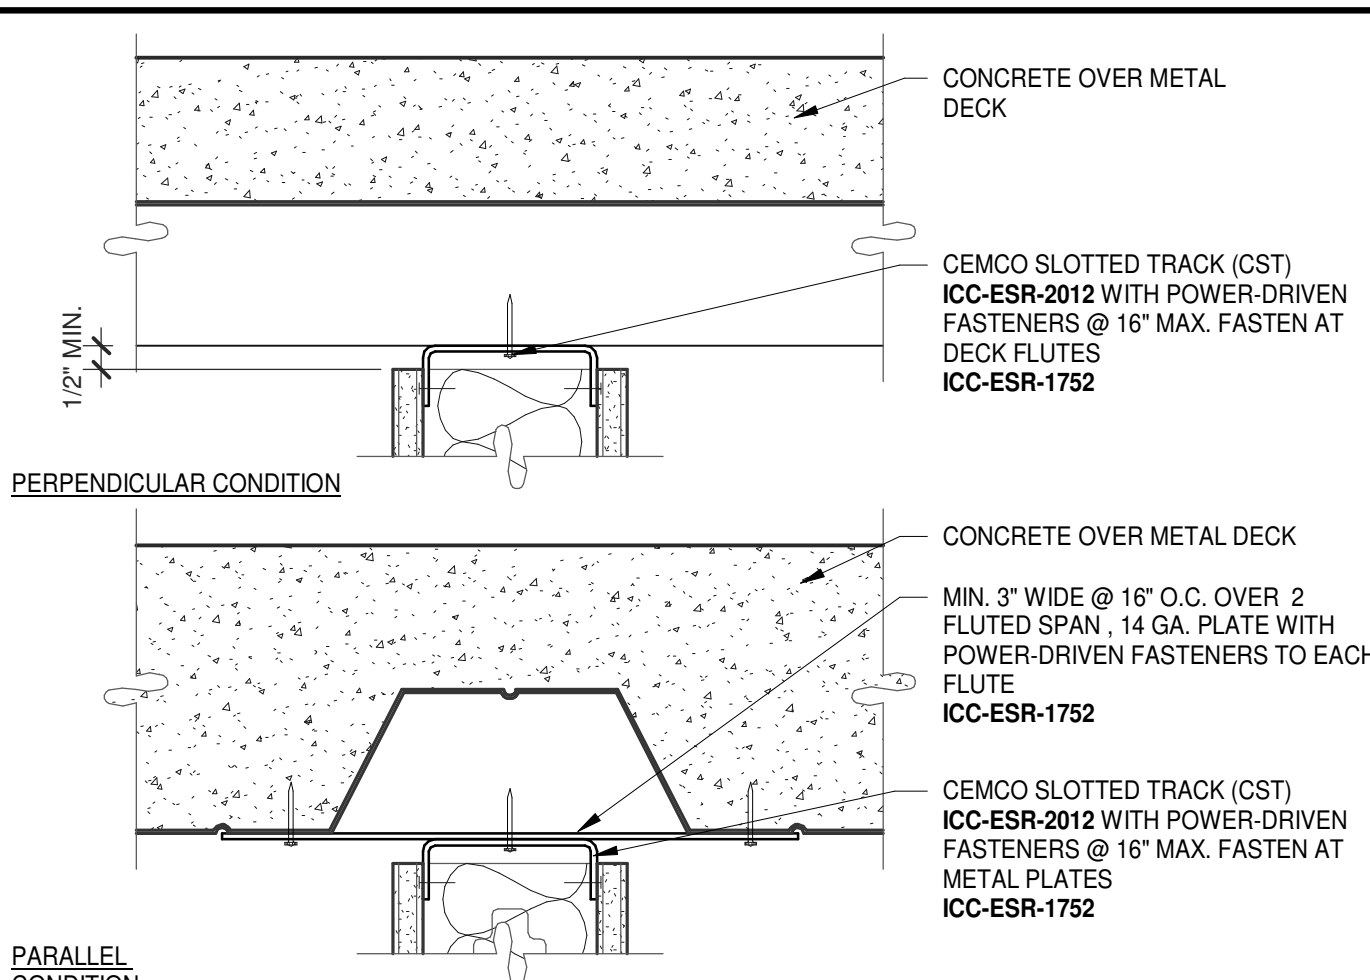 CONCRETE OVER METAL
DECK
CEMCO SLOTTED TRACK (CST)
ICC-ESR-2012 WITH POWER-DRIVEN
FASTENERS @ 16" MAX. FASTEN AT
DECK FLUTES
ICC-ESR-1752
1/2" MIN.
PERPENDICULAR CONDITION
CONCRETE OVER METAL DECK
MIN. 3" WIDE @ 16" O.C. OVER 2
FLUTED SPAN , 14 GA. PLATE WITH
POWER-DRIVEN FASTENERS TO EACH
FLUTE
ICC-ESR-1752
CEMCO SLOTTED TRACK (CST)
ICC-ESR-2012 WITH POWER-DRIVEN
FASTENERS @ 16" MAX. FASTEN AT
METAL PLATES
ICC-ESR-1752
PARALLEL
CONDITION